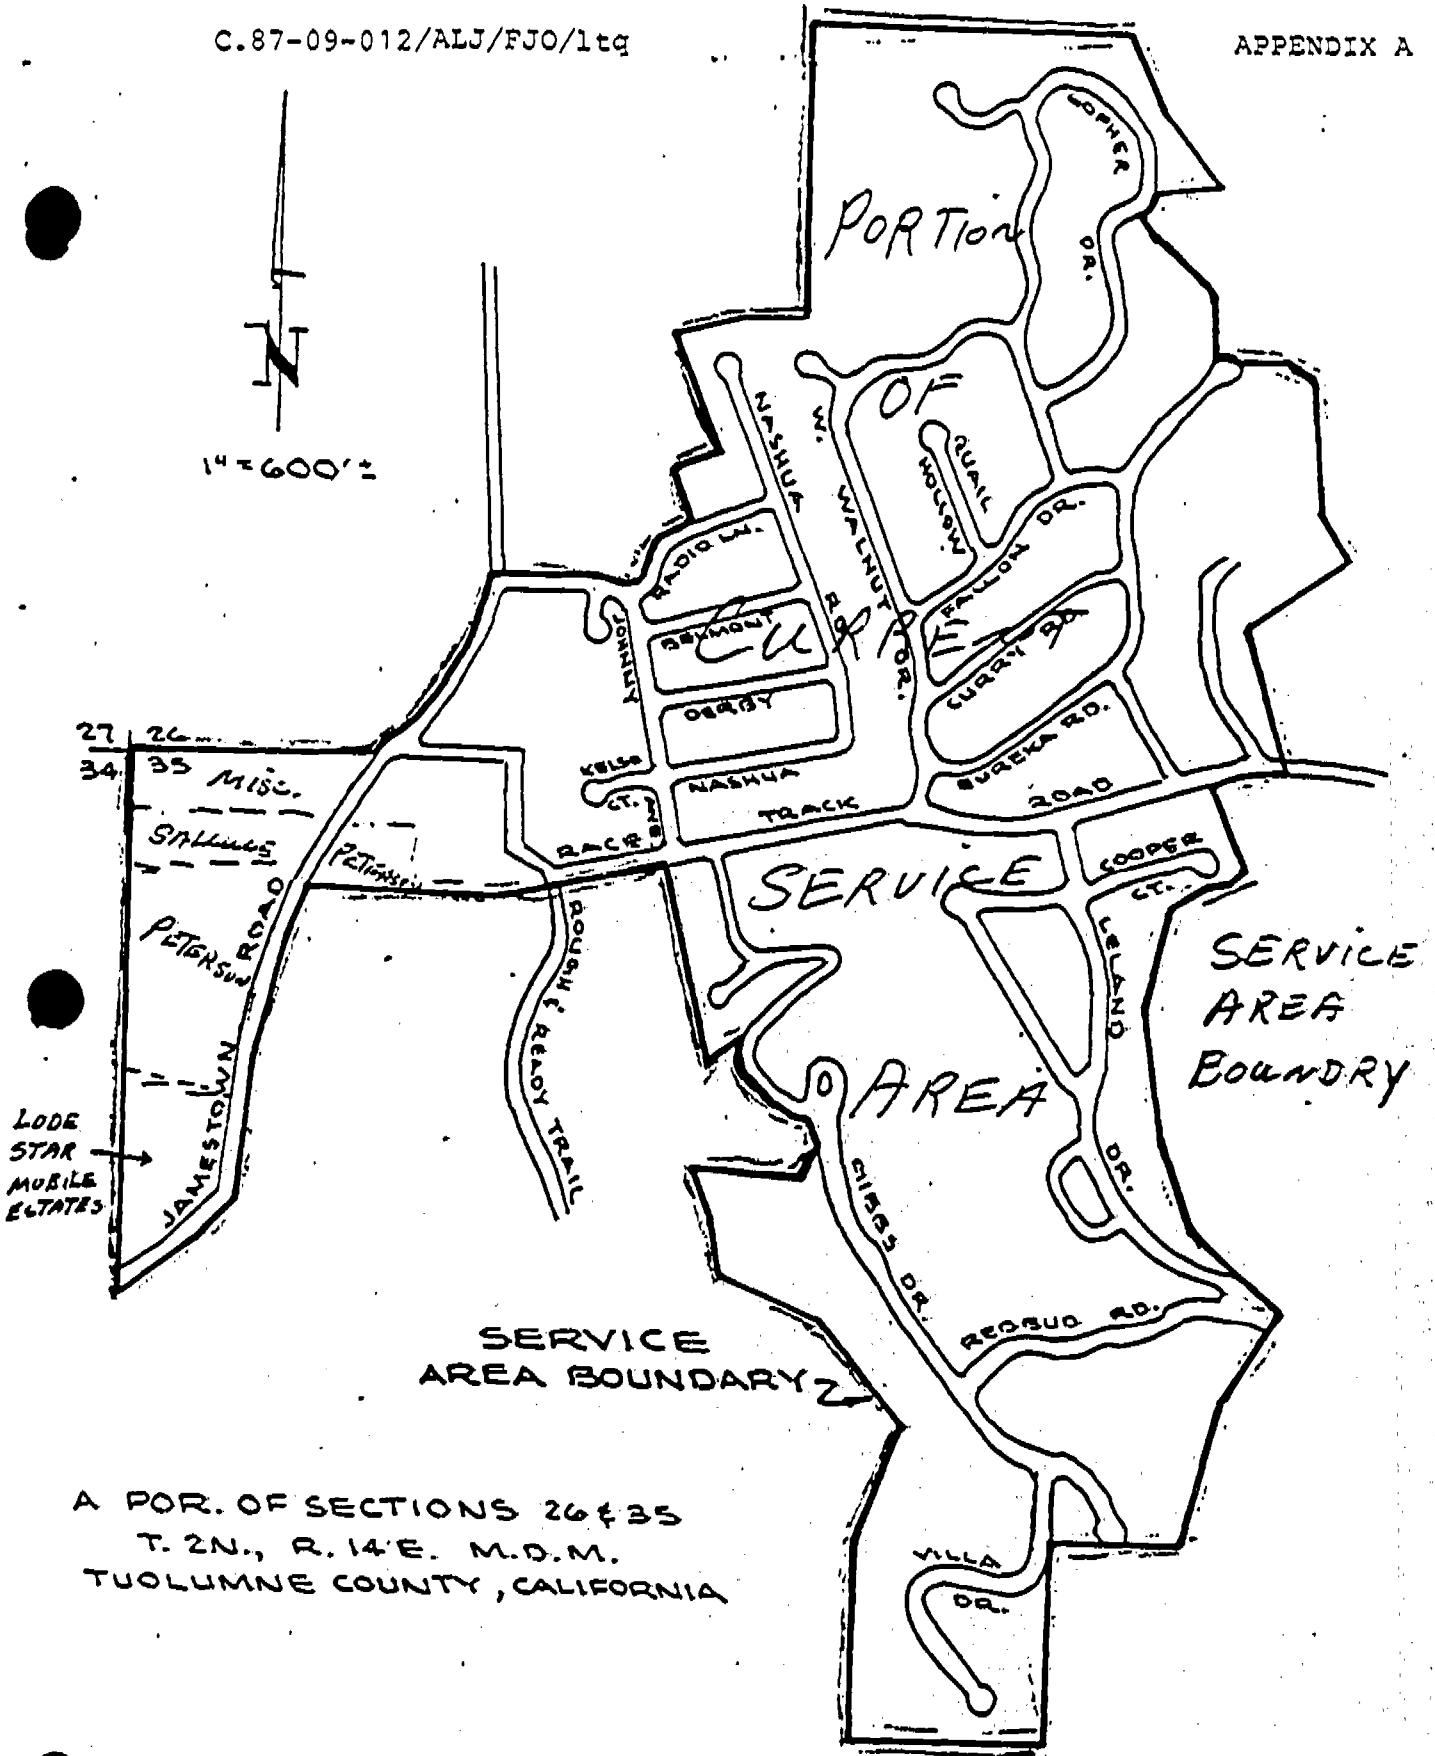 C.87-09-012/ALJ/FJO/ltq
APPENDIX A
GOPHER
DR.
PORTION
N
1"=600'±
OF
NASHUA
RD.
W. WALNUT DR.
QUAIL
HOLLOW
FALLON DR.
RADIO LN.
BELMONT
CURRENT
CURRY RD.
JOHNNY
AVE.
DERBY
EUREKA RD.
27 26
34 35
MISC.
KELSO
CT.
NASHUA
RACE TRACK ROAD
PETERSON
COOPER
CT.
SERVICE
PETERSON
JAMESTOWN ROAD
ROUGH & READY TRAIL
LELAND
DR.
SERVICE
AREA
BOUNDRY
AREA
LODE
STAR
MOBILE
ESTATES
GIBBS DR.
REDBUD RD.
SERVICE
AREA BOUNDARY
A POR. OF SECTIONS 26 & 35
T. 2N., R. 14 E. M.D.M.
TUOLUMNE COUNTY, CALIFORNIA
VILLA
DR.